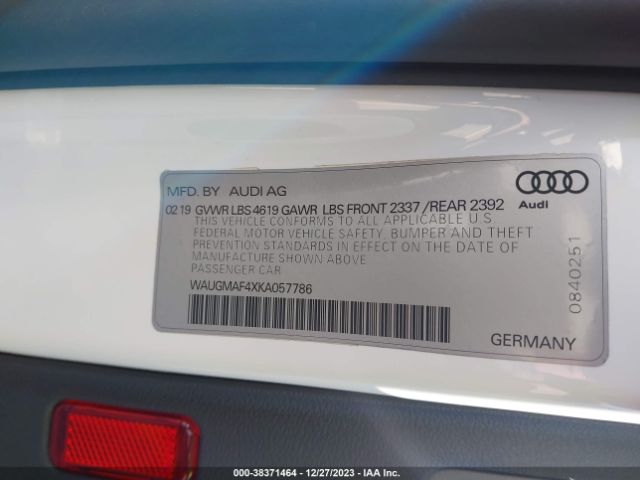 MFD. BY AUDI AG
Audi
02 19 GVWR LBS 4619 GAWR LBS FRONT 2337 /REAR 2392
THIS VEHICLE CONFORMS TO ALL APPLICABLE U S
FEDERAL MOTOR VEHICLE SAFETY, BUMPER AND THEFT
PREVENTION STANDARDS IN EFFECT ON THE DATE OF
MANUFACTURE SHOWN ABOVE
PASSENGER CAR
WAUGMAF4XKA057786
0840251
GERMANY
000-38371464 - 12/27/2023 - IAA Inc.